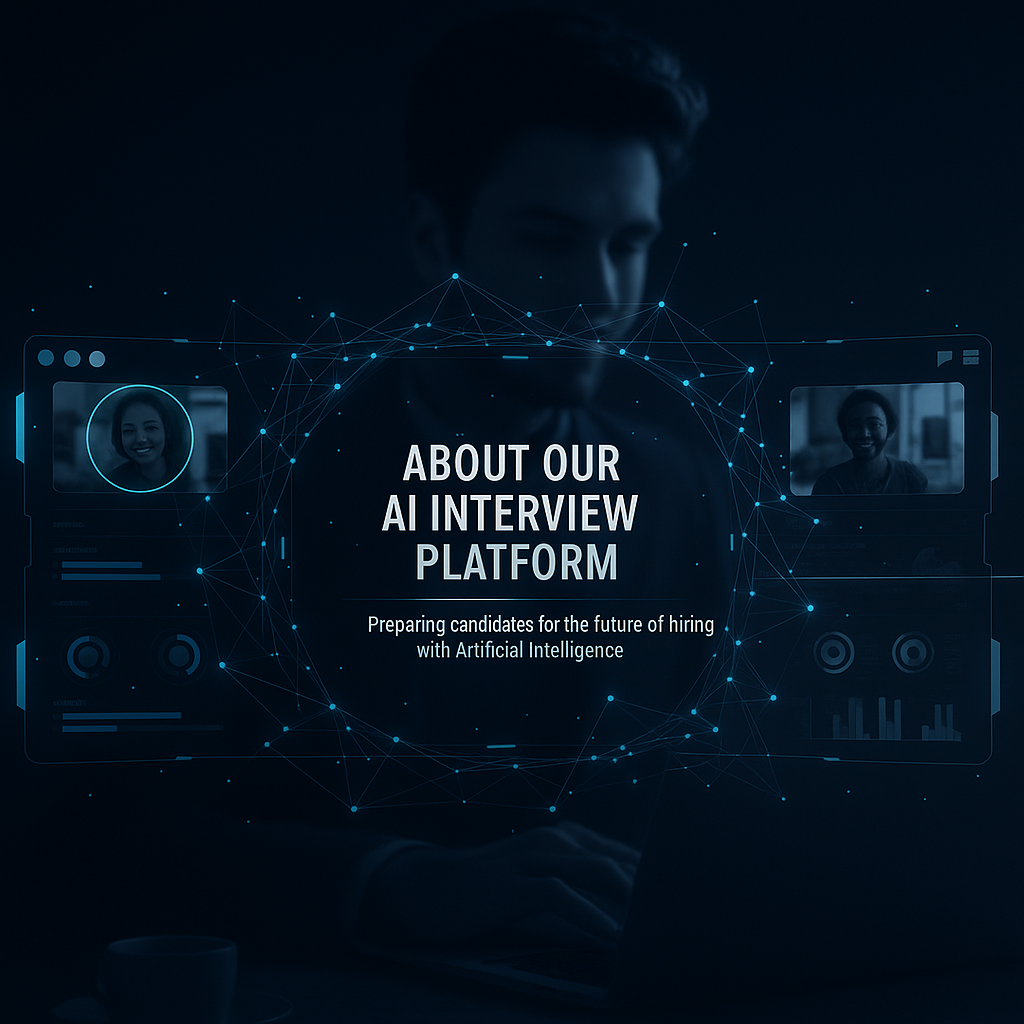 ABOUT OUR
AI INTERVIEW
PLATFORM
Preparing candidates for the future of hiring
with Artificial Intelligence